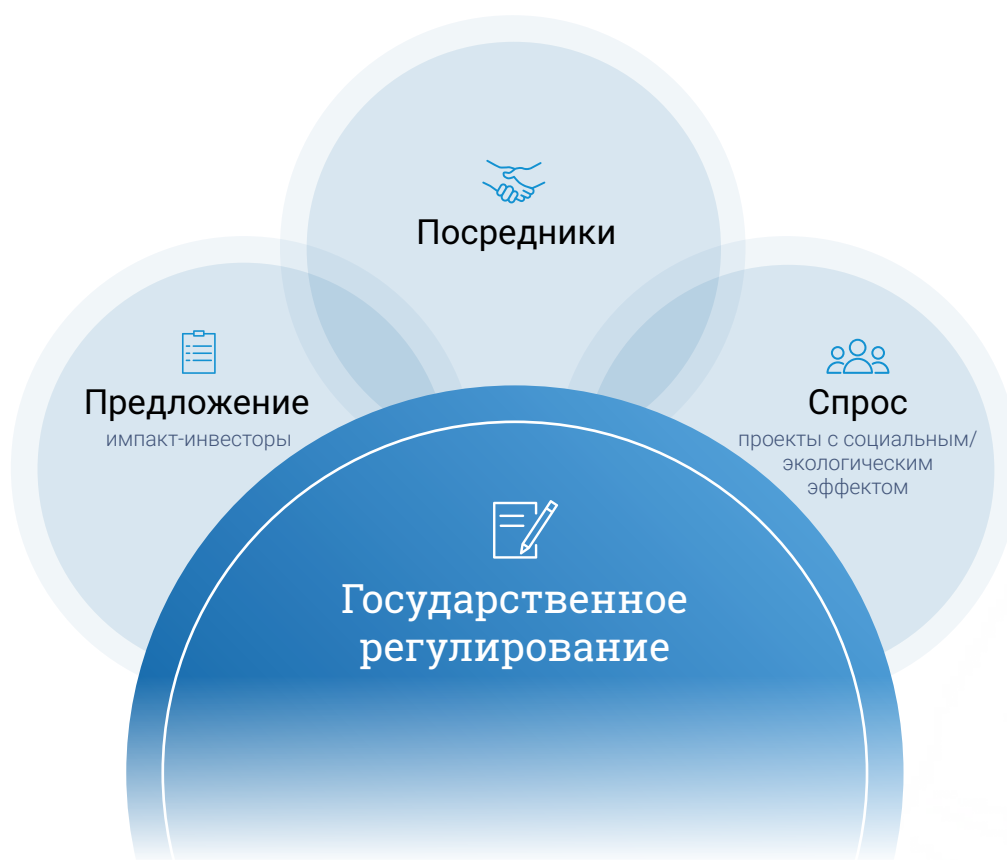 Посредники
Предложение
импакт-инвесторы
Спрос
проекты с социальным/
экологическим
эффектом
Государственное
регулирование